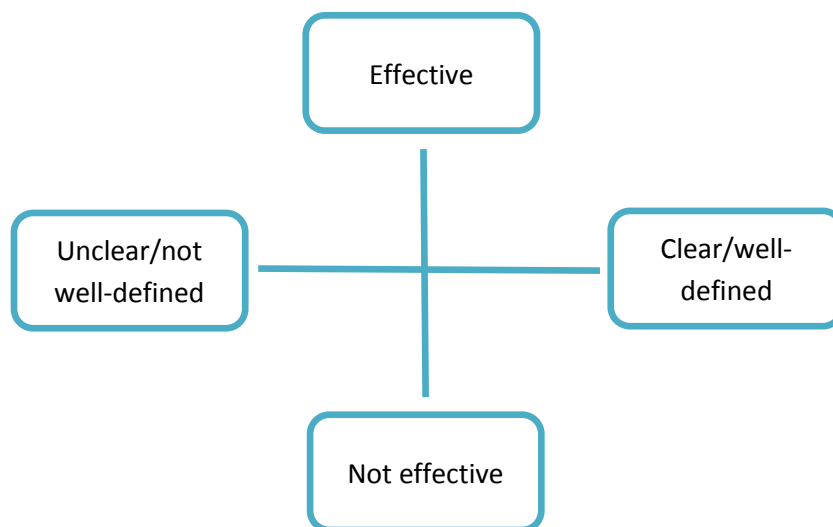 Effective
Unclear/not
well-defined
Clear/well-
defined
Not effective